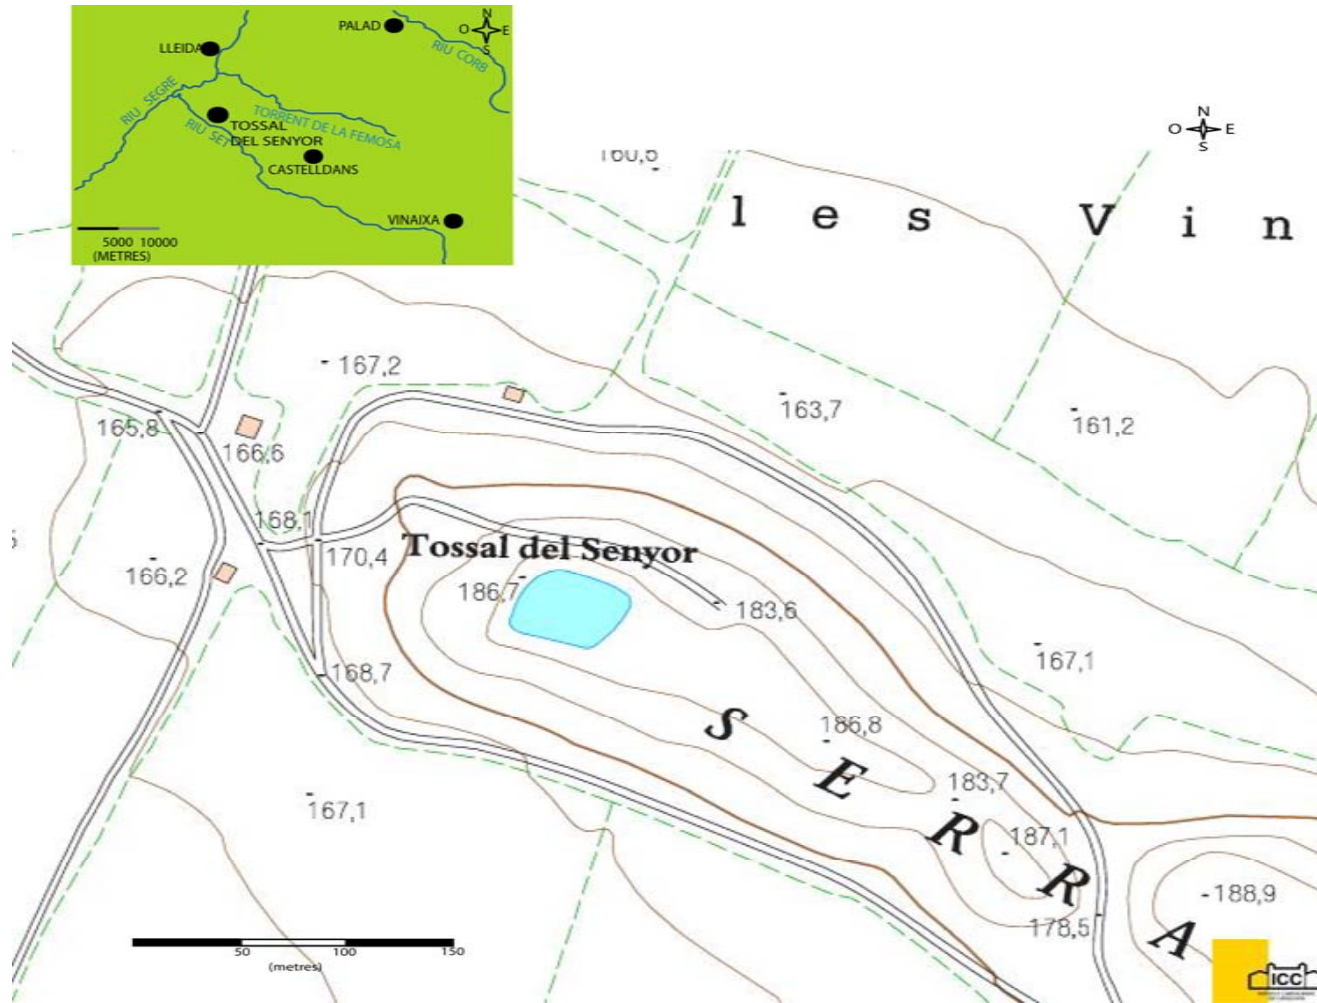 N
PALAD
O E
S
LLEIDA
RIU CORB
RIU SEGRE
TORRENT DE LA FEMOSA
TOSSAL
DEL SENYOR
RIU SET
CASTELLDANS
VINAIXA
5000 10000
(METRES)
N
O E
S
160,5
l e s V i n
167,2
163,7
161,2
165,8
166,6
168,1
Tossal del Senyor
170,4
166,2
186,7
183,6
167,1
168,7
S E R R A
186,8
183,7
167,1
187,1
188,9
178,5
50 100 150
(metres)
ICC